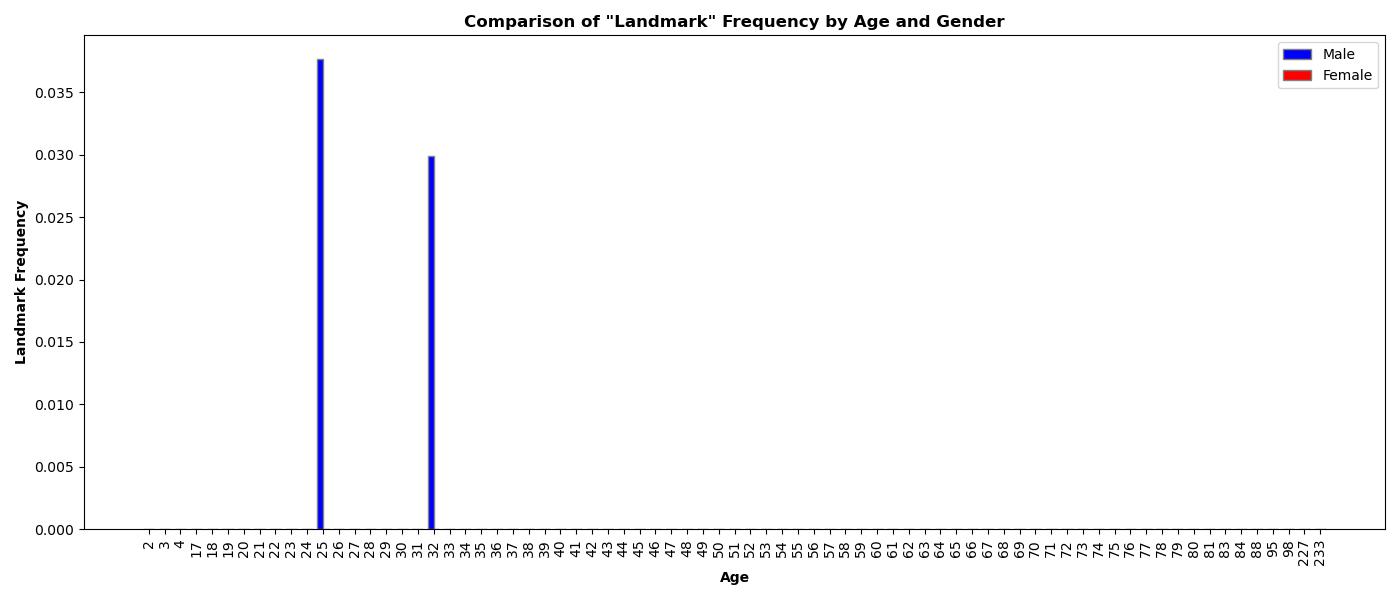 Comparison of "Landmark" Frequency by Age and Gender
Male
Female
Landmark Frequency
0.035
0.030
0.025
0.020
0.015
0.010
0.005
0.000
2 3 4 17 18 19 20 21 22 23 24 25 26 27 28 29 30 31 32 33 34 35 36 37 38 39 40 41 42 43 44 45 46 47 48 49 50 51 52 53 54 55 56 57 58 59 60 61 62 63 64 65 66 67 68 69 70 71 72 73 74 75 76 77 78 79 80 81 83 84 88 95 98 227 233
Age